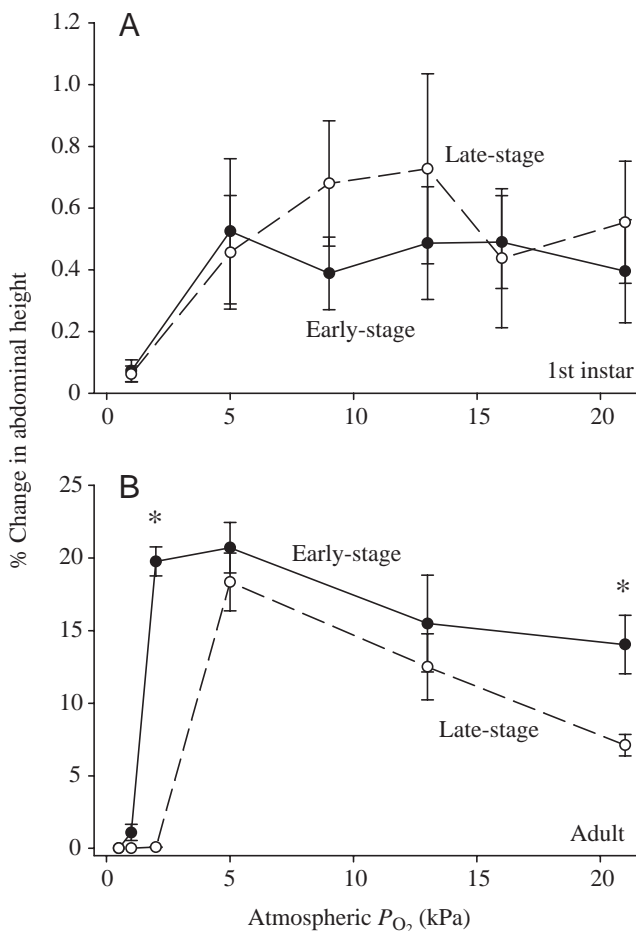 A
1.2
1.0
0.8
0.6
0.4
0.2
0
Late-stage
Early-stage
1st instar
0 5 10 15 20
% Change in abdominal height
B
25
20
15
10
5
0
*
Early-stage
*
Late-stage
Adult
0 5 10 15 20
Atmospheric PO2 (kPa)